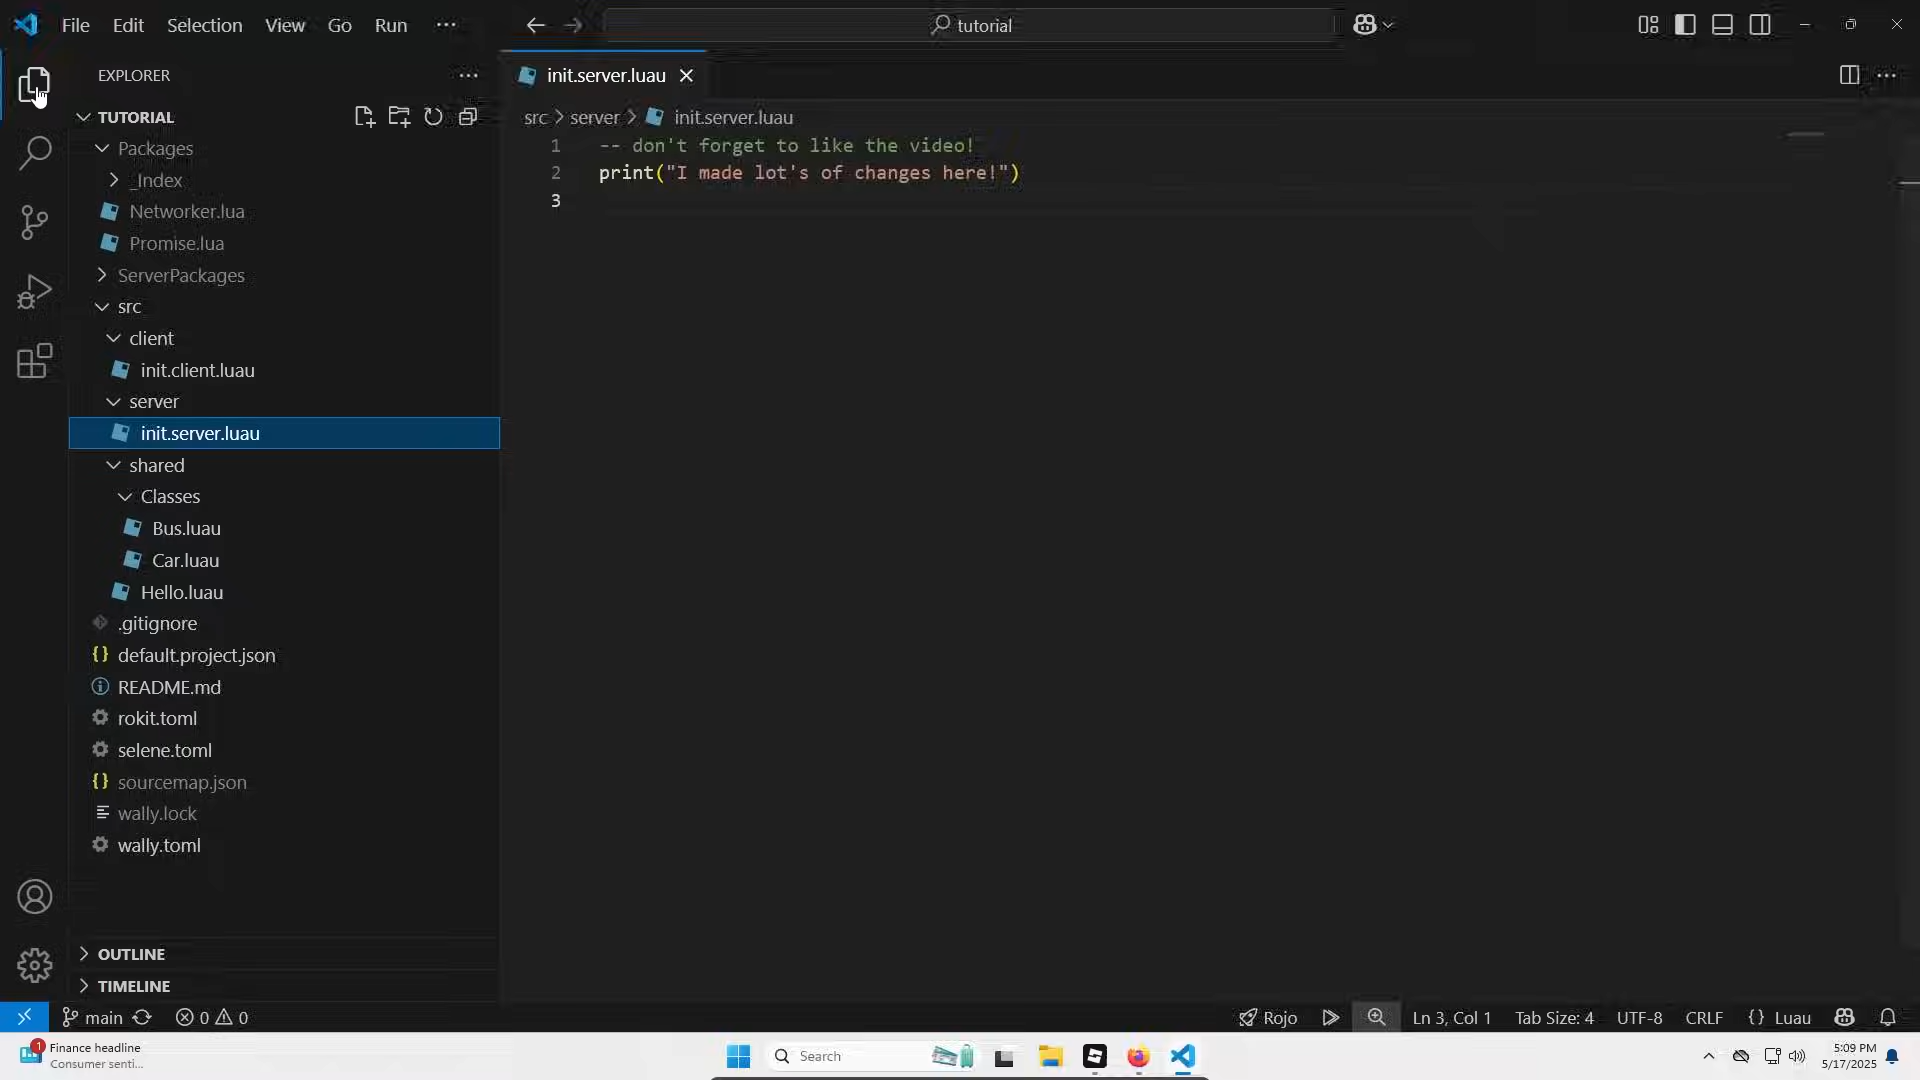 File Edit Selection View Go Run ···
tutorial
EXPLORER
TUTORIAL
Packages
_Index
Networker.lua
Promise.lua
ServerPackages
src
client
init.client.luau
server
init.server.luau
shared
Classes
Bus.luau
Car.luau
Hello.luau
.gitignore
default.project.json
README.md
rokit.toml
selene.toml
sourcemap.json
wally.lock
wally.toml
OUTLINE
TIMELINE
init.server.luau
src > server > init.server.luau
1 -- don't forget to like the video!
2 print("I made lot's of changes here!")
3
main 0 0
Rojo Ln 3, Col 1 Tab Size: 4 UTF-8 CRLF {} Luau
1
Finance headline
Consumer senti...
Search
5:09 PM
5/17/2025